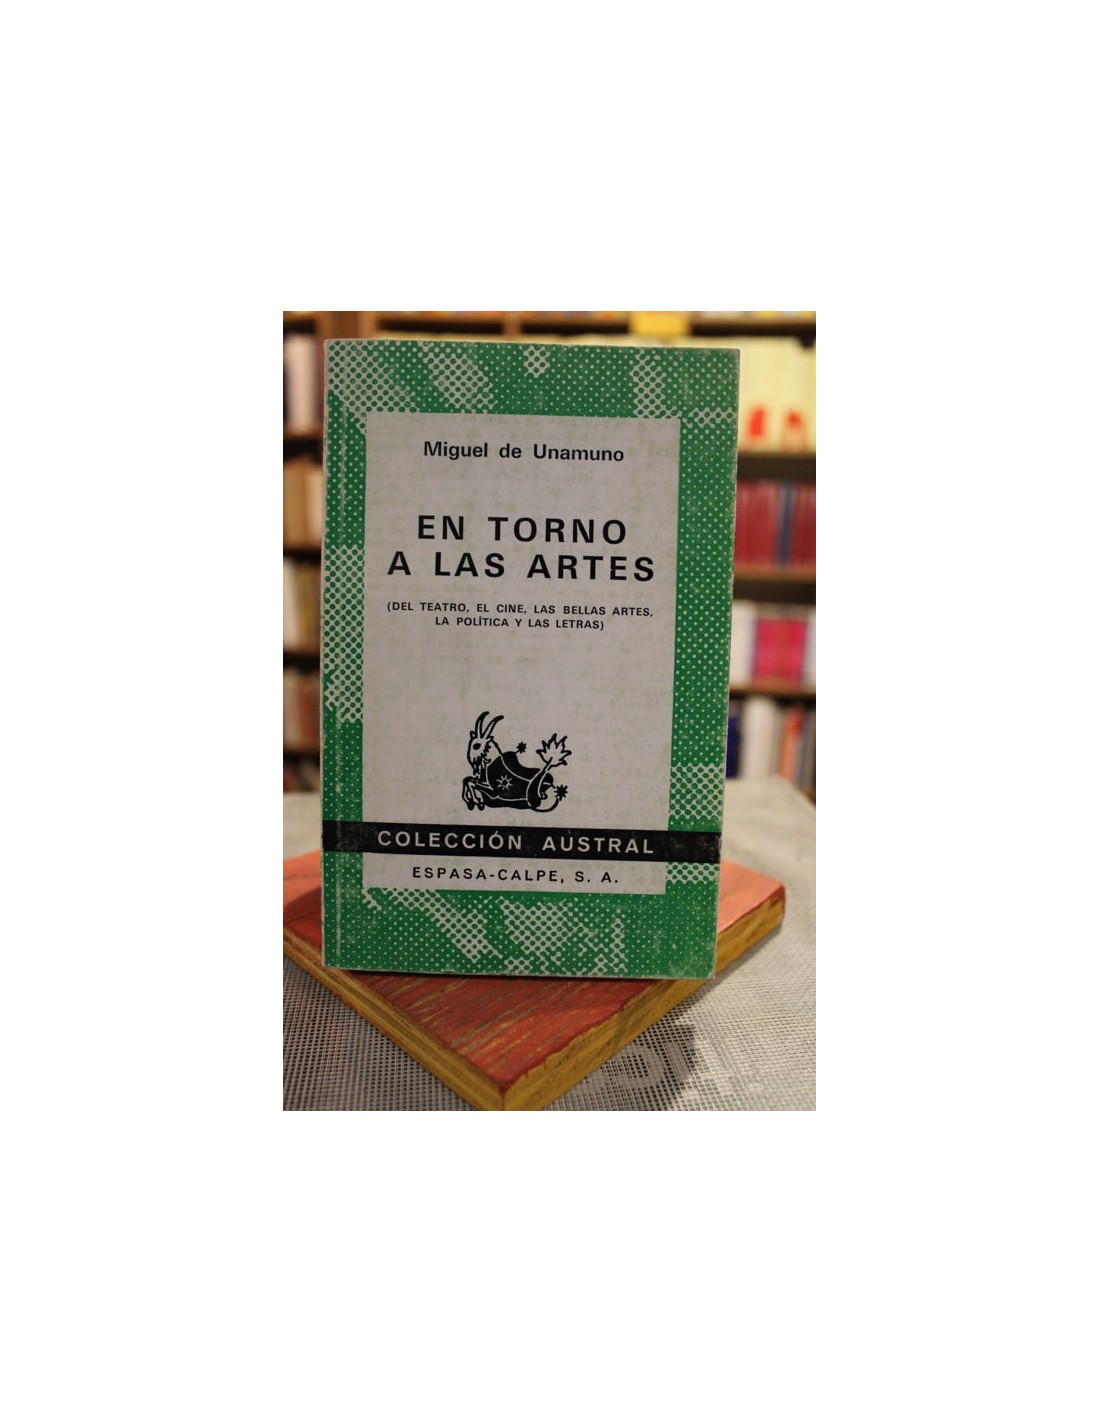 Miguel de Unamuno
EN TORNO
A LAS ARTES
(DEL TEATRO, EL CINE, LAS BELLAS ARTES,
LA POLÍTICA Y LAS LETRAS)
COLECCIÓN AUSTRAL
ESPASA-CALPE, S. A.